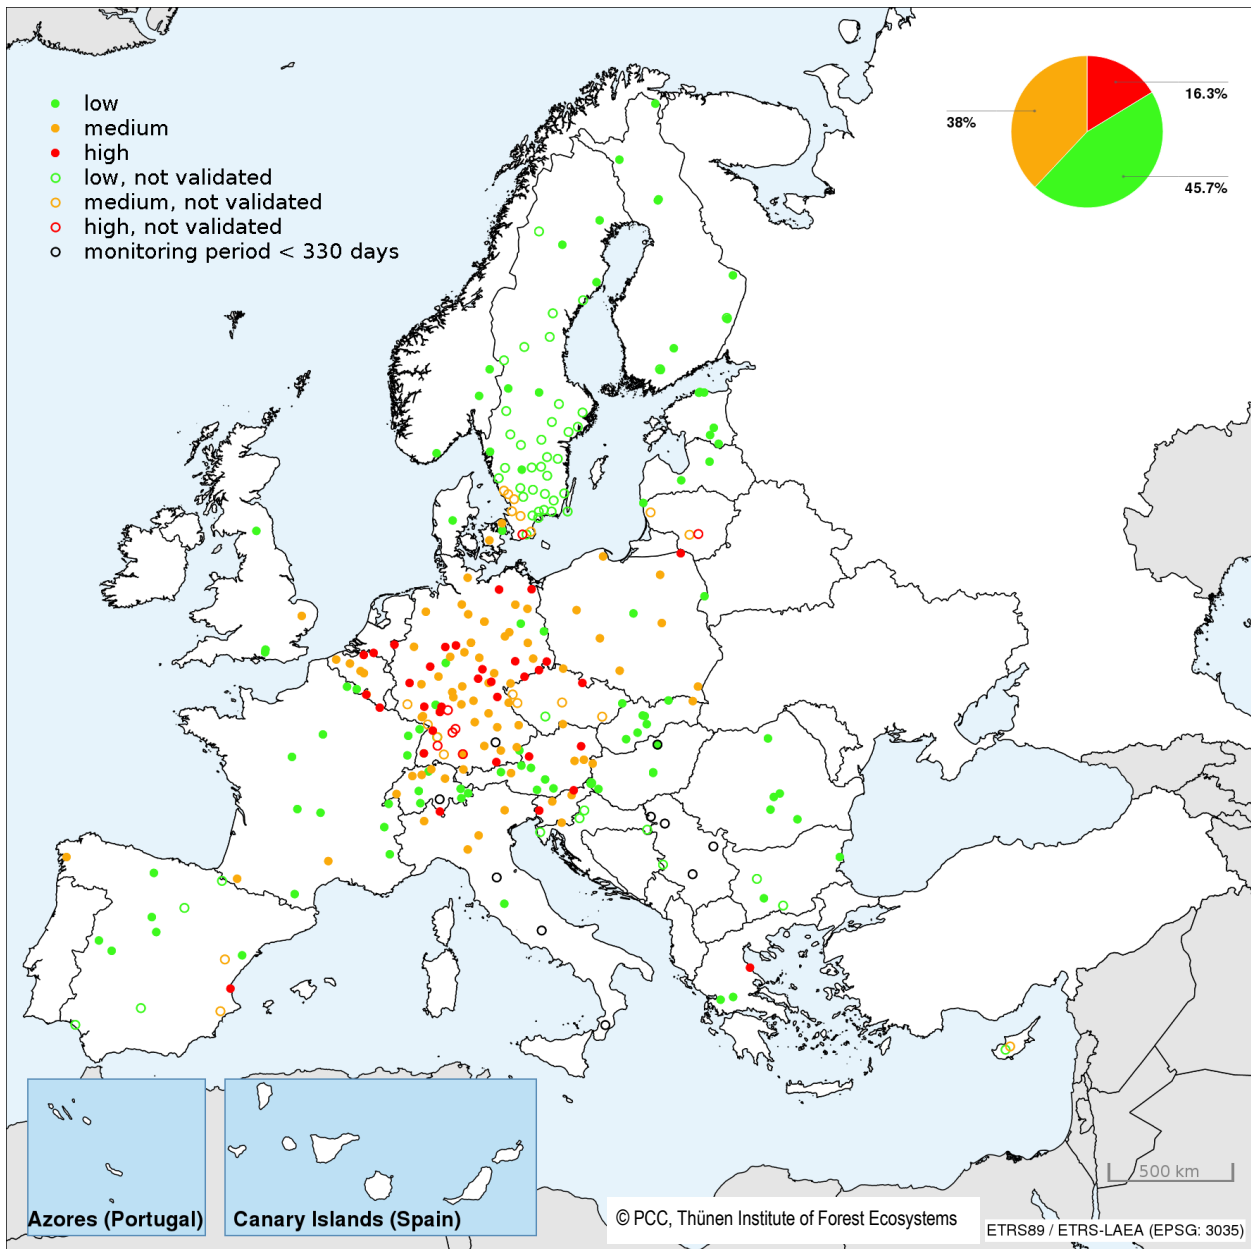 low
medium
high
low, not validated
medium, not validated
high, not validated
monitoring period < 330 days
16.3%
38%
45.7%
500 km
Azores (Portugal)
Canary Islands (Spain)
© PCC, Thünen Institute of Forest Ecosystems
ETRS89 / ETRS-LAEA (EPSG: 3035)